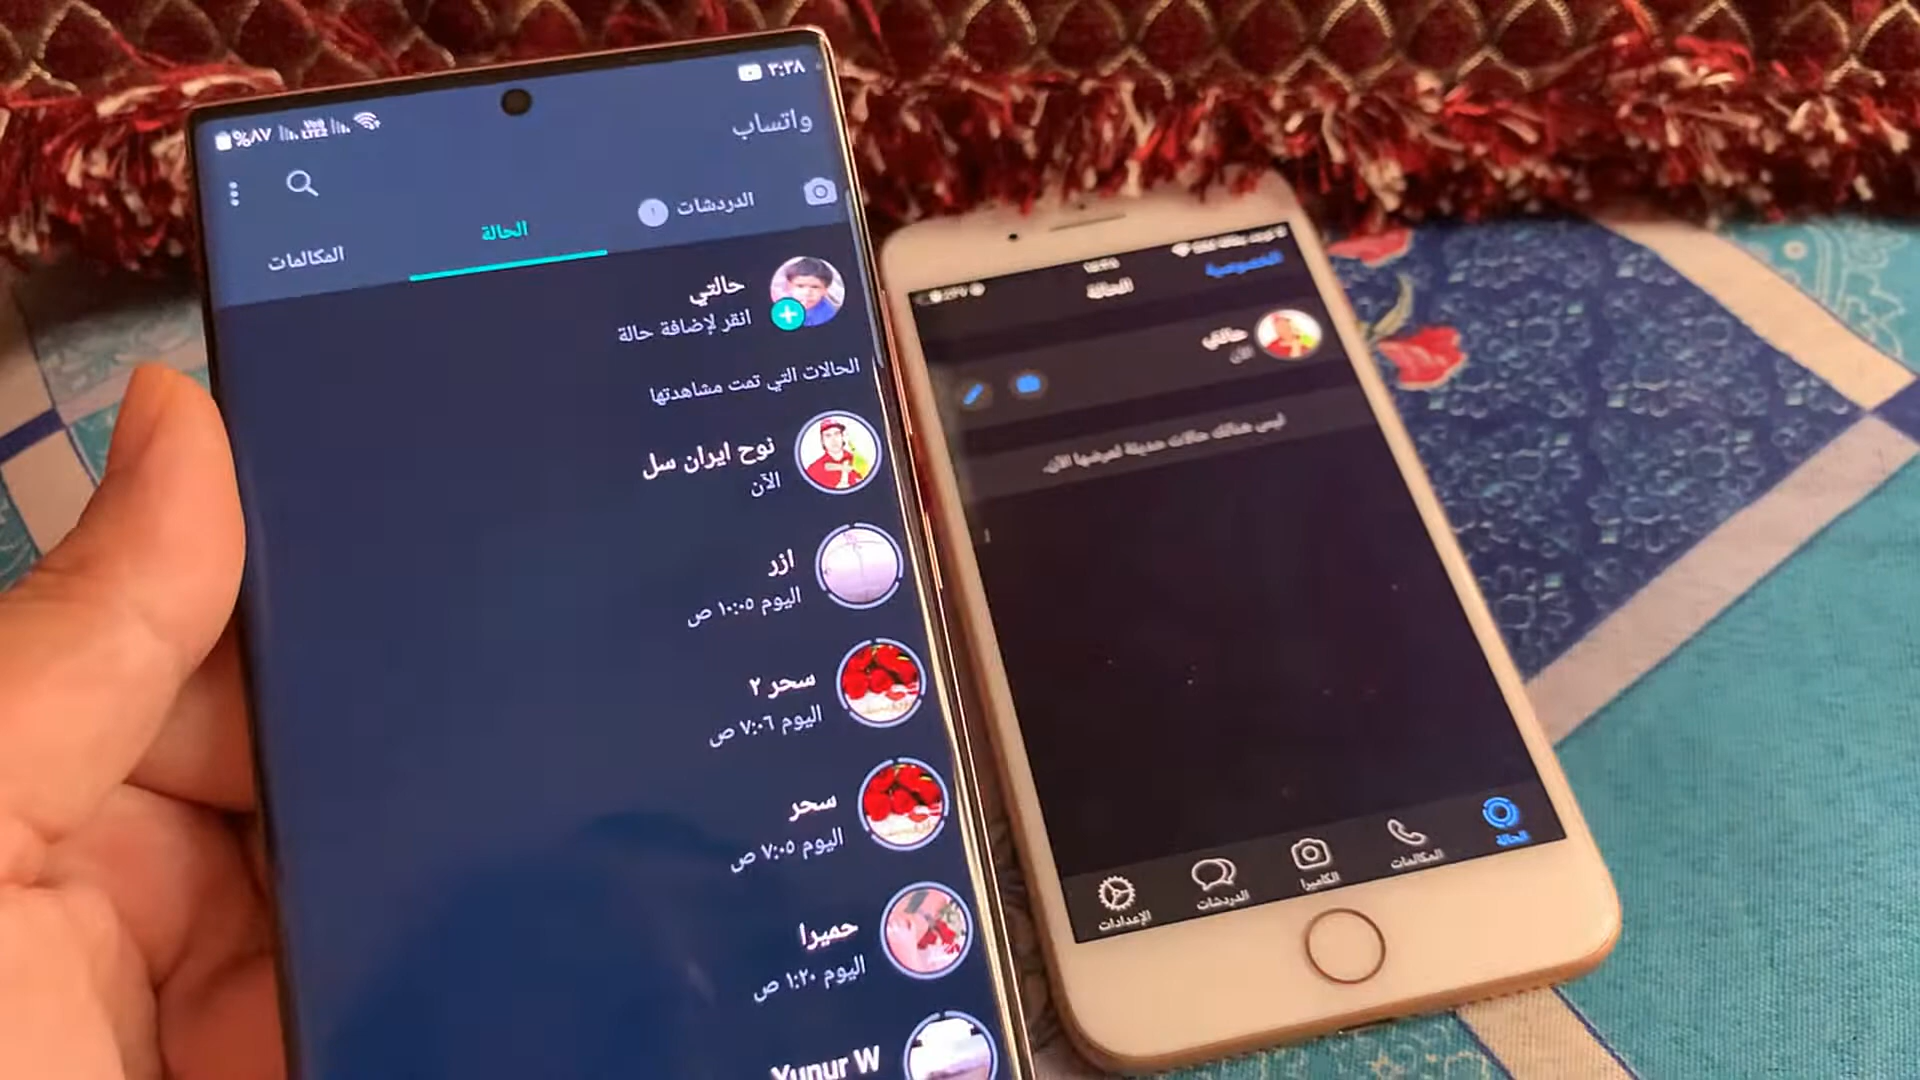 ٣:٣٨
%٨٧
LTE2
واتساب
الدردشات
الحالة
المكالمات
حالتي
انقر لإضافة حالة
الحالات التي تمت مشاهدتها
نوح ايران سل
الآن
ازر
اليوم ١٠:٠٥ ص
سحر ٢
اليوم ٧:٠٦ ص
سحر
اليوم ٧:٠٥ ص
حميرا
اليوم ١:٢٠ ص
Yunur W
الخصوصية
الحالة
حالتي
الآن
ليس هنالك حالات حديثة لعرضها الآن.
الحالة
المكالمات
الكاميرا
الدردشات
الإعدادات